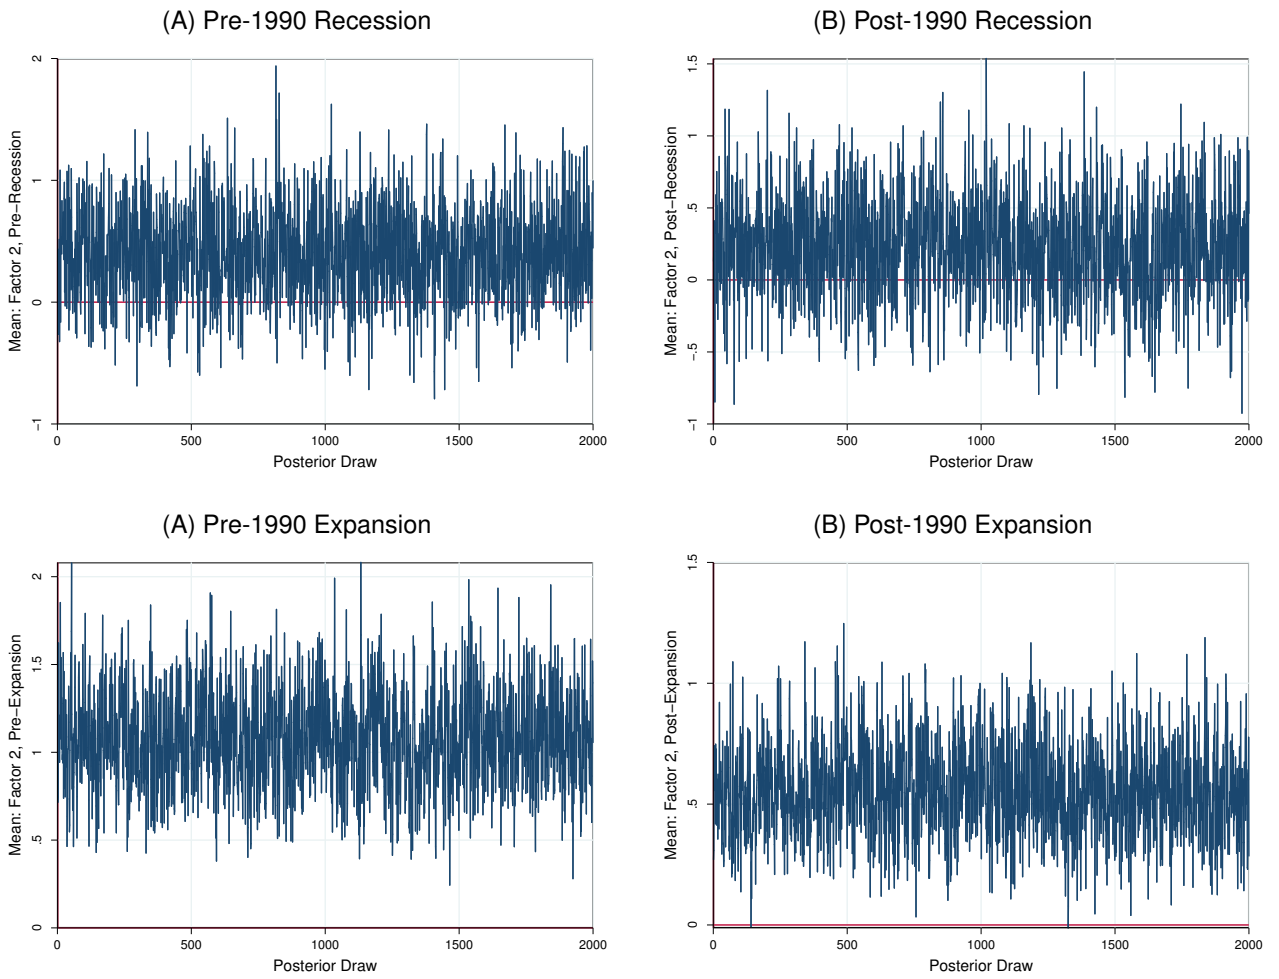 (A) Pre-1990 Recession
Mean: Factor 2, Pre−Recession
2
1
0
−1
0 500 1000 1500 2000
Posterior Draw
(B) Post-1990 Recession
Mean: Factor 2, Post−Recession
1.5
1
.5
0
−.5
−1
0 500 1000 1500 2000
Posterior Draw
(A) Pre-1990 Expansion
Mean: Factor 2, Pre−Expansion
2
1.5
1
.5
0
0 500 1000 1500 2000
Posterior Draw
(B) Post-1990 Expansion
Mean: Factor 2, Post−Expansion
1.5
1
.5
0
0 500 1000 1500 2000
Posterior Draw